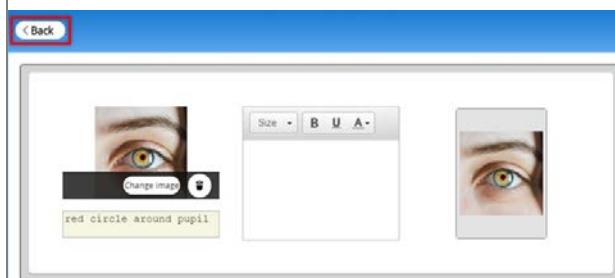 < Back
Size B U A
Change image
red circle around pupil